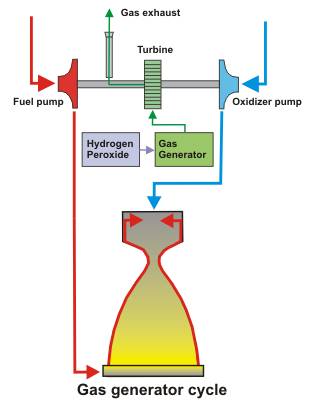 Gas exhaust
Turbine
Fuel pump
Oxidizer pump
Hydrogen
Peroxide
Gas
Generator
Gas generator cycle